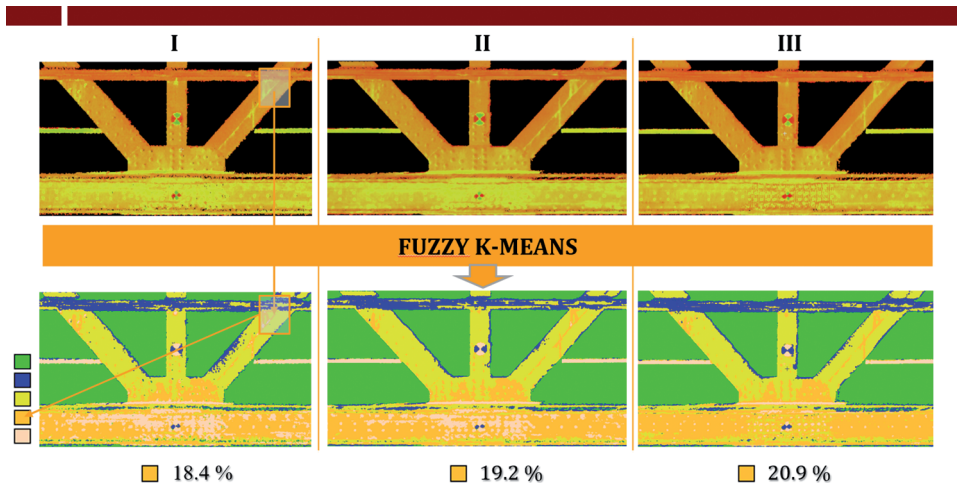 I
II
III
FUZZY K-MEANS
18.4 %
19.2 %
20.9 %